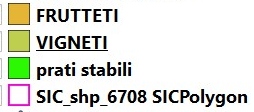 FRUTTETI
VIGNETI
prati stabili
SIC_shp_6708 SICPolygon